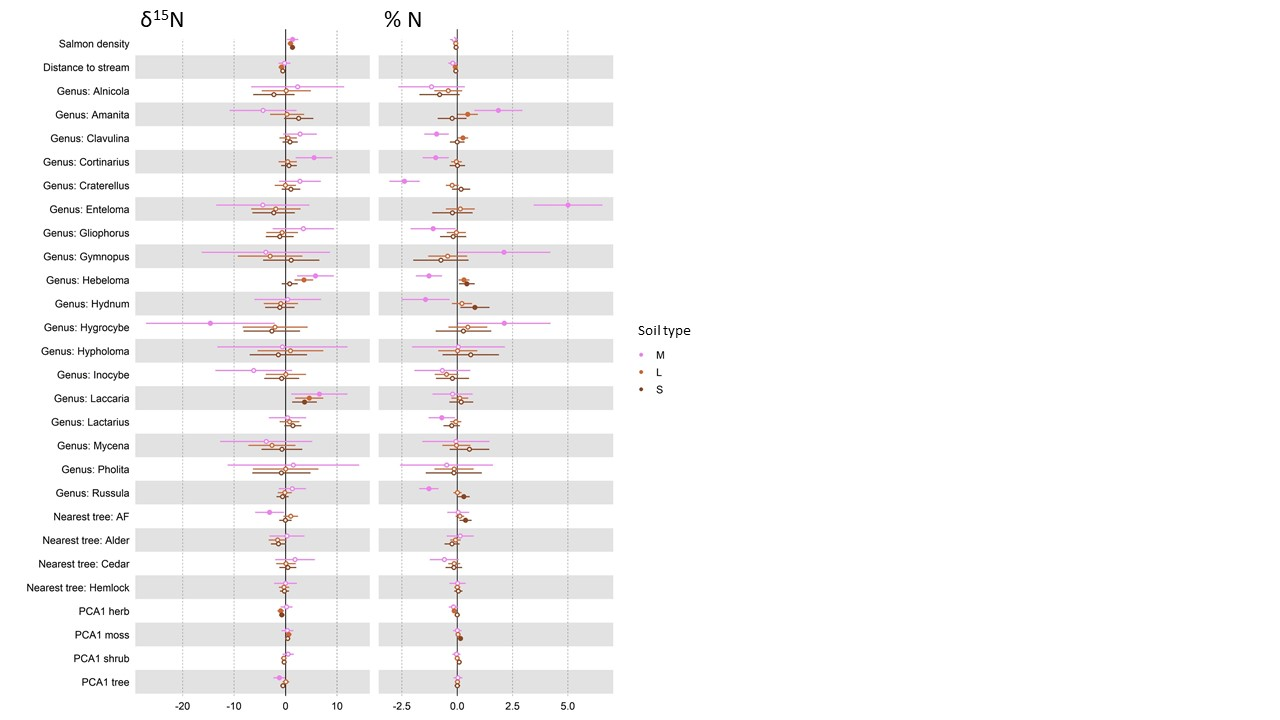 δ¹⁵N % N
Salmon density
Distance to stream
Genus: Alnicola
Genus: Amanita
Genus: Clavulina
Genus: Cortinarius
Genus: Craterellus
Genus: Enteloma
Genus: Gliophorus
Genus: Gymnopus
Genus: Hebeloma
Genus: Hydnum
Genus: Hygrocybe
Genus: Hypholoma
Genus: Inocybe
Genus: Laccaria
Genus: Lactarius
Genus: Mycena
Genus: Pholita
Genus: Russula
Nearest tree: AF
Nearest tree: Alder
Nearest tree: Cedar
Nearest tree: Hemlock
PCA1 herb
PCA1 moss
PCA1 shrub
PCA1 tree
-20 -10 0 10 -2.5 0.0 2.5 5.0
Soil type
M
L
S